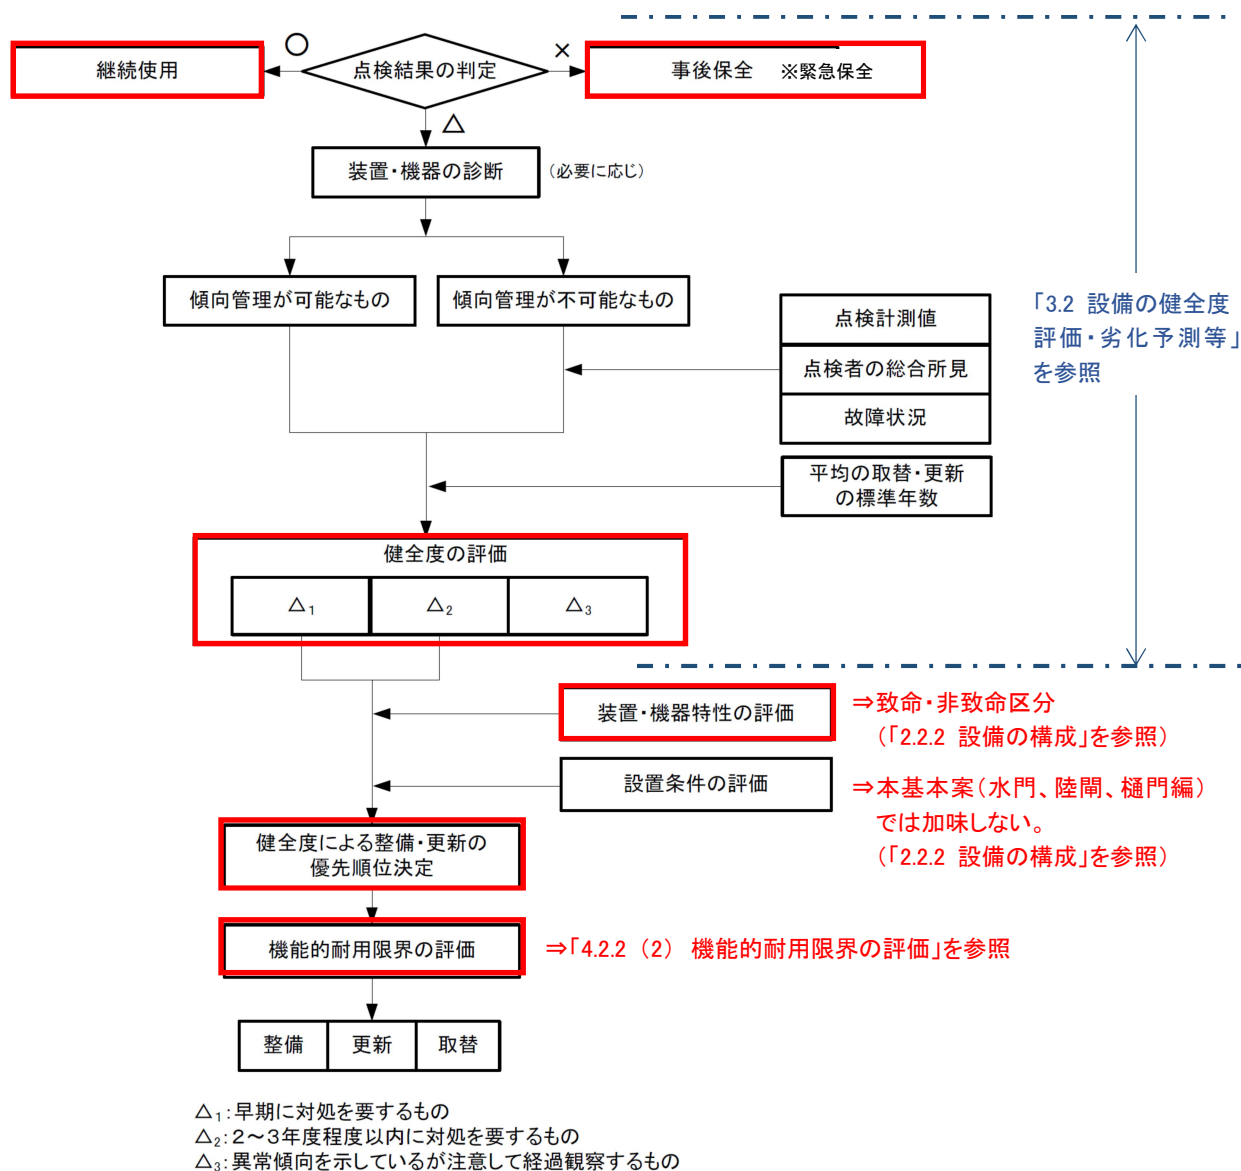 継続使用
○
点検結果の判定
×
事後保全　※緊急保全
△
装置・機器の診断
(必要に応じ)
傾向管理が可能なもの
傾向管理が不可能なもの
点検計測値
点検者の総合所見
故障状況
「3.2 設備の健全度
評価・劣化予測等」
を参照
平均の取替・更新
の標準年数
健全度の評価
△₁
△₂
△₃
装置・機器特性の評価
⇒致命・非致命区分
(「2.2.2 設備の構成」を参照)
設置条件の評価
⇒本基本案(水門、陸閘、樋門編)
では加味しない。
(「2.2.2 設備の構成」を参照)
健全度による整備・更新の
優先順位決定
機能的耐用限界の評価
⇒「4.2.2 (2) 機能的耐用限界の評価」を参照
整備
更新
取替
△₁:早期に対処を要するもの
△₂:2～3年度程度以内に対処を要するもの
△₃:異常傾向を示しているが注意して経過観察するもの